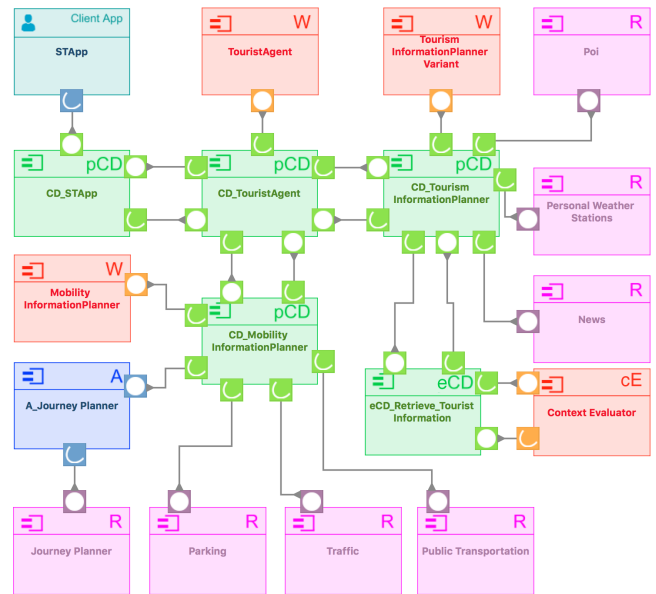 Client App
STApp
W
TouristAgent
W
Tourism
InformationPlanner
Variant
R
Poi
pCD
CD_STApp
pCD
CD_TouristAgent
pCD
CD_Tourism
InformationPlanner
R
Personal Weather
Stations
W
Mobility
InformationPlanner
pCD
CD_Mobility
InformationPlanner
R
News
A
A_Journey Planner
eCD
eCD_Retrieve_Tourist
Information
cE
Context Evaluator
R
Journey Planner
R
Parking
R
Traffic
R
Public Transportation